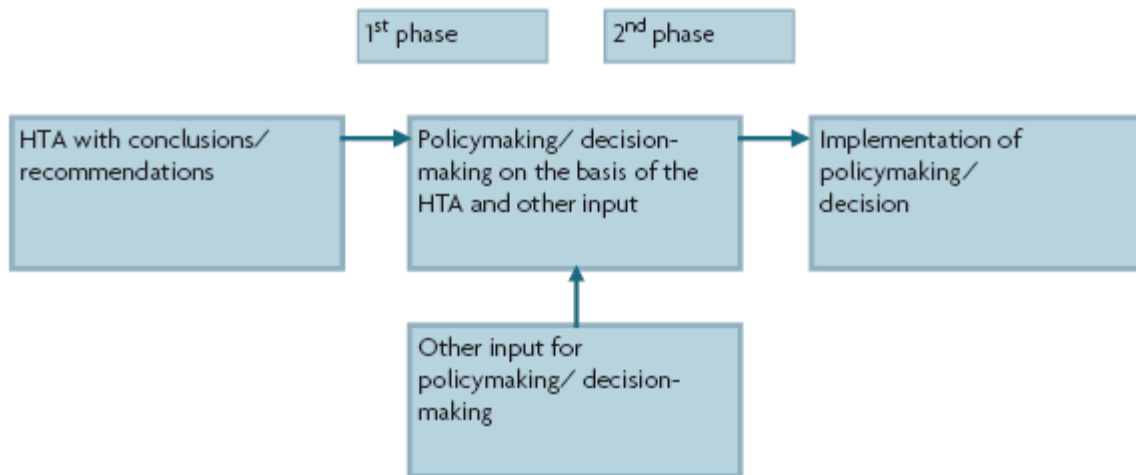 1st phase
2nd phase
HTA with conclusions/
recommendations
Policymaking/ decision-
making on the basis of the
HTA and other input
Implementation of
policymaking/
decision
Other input for
policymaking/ decision-
making